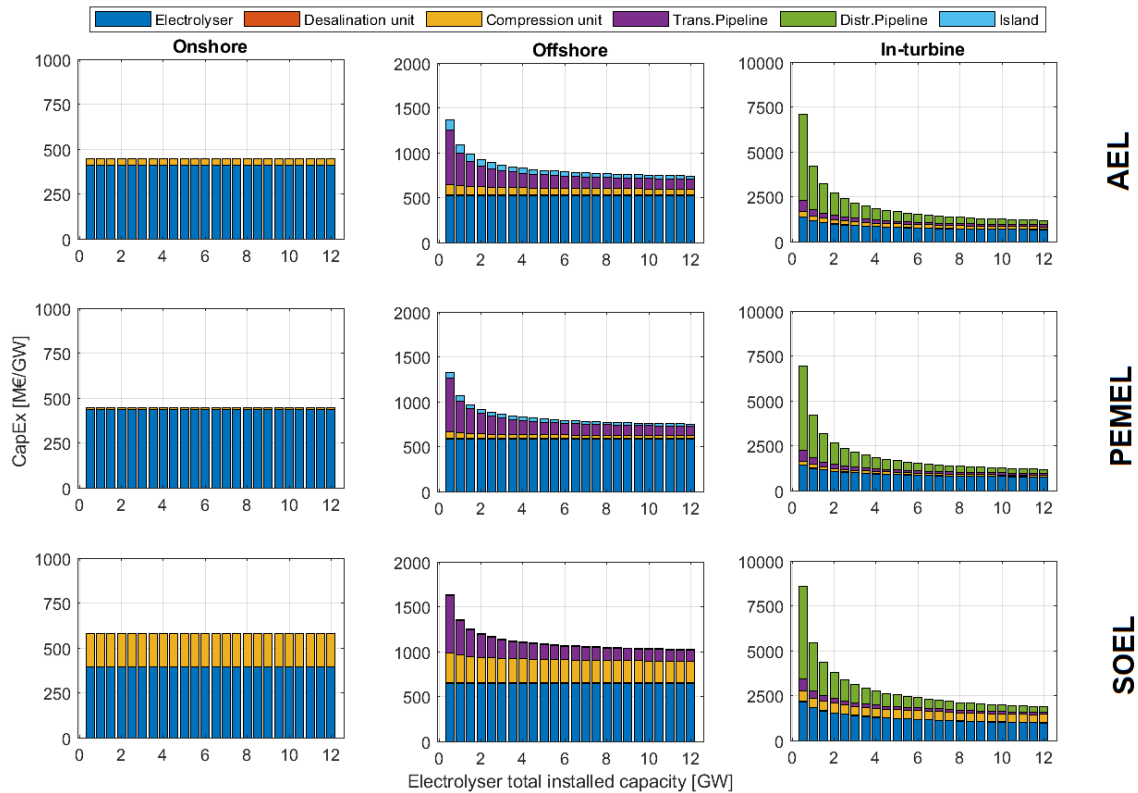 Electrolyser Desalination unit Compression unit Trans.Pipeline Distr.Pipeline Island
Onshore Offshore In-turbine
1000
750
500
250
0
0 2 4 6 8 10 12
2000
1500
1000
500
0
0 2 4 6 8 10 12
10000
7500
5000
2500
0
0 2 4 6 8 10 12
AEL
CapEx [M€/GW]
1000
750
500
250
0
0 2 4 6 8 10 12
2000
1500
1000
500
0
0 2 4 6 8 10 12
10000
7500
5000
2500
0
0 2 4 6 8 10 12
PEMEL
1000
750
500
250
0
0 2 4 6 8 10 12
2000
1500
1000
500
0
0 2 4 6 8 10 12
10000
7500
5000
2500
0
0 2 4 6 8 10 12
SOEL
Electrolyser total installed capacity [GW]